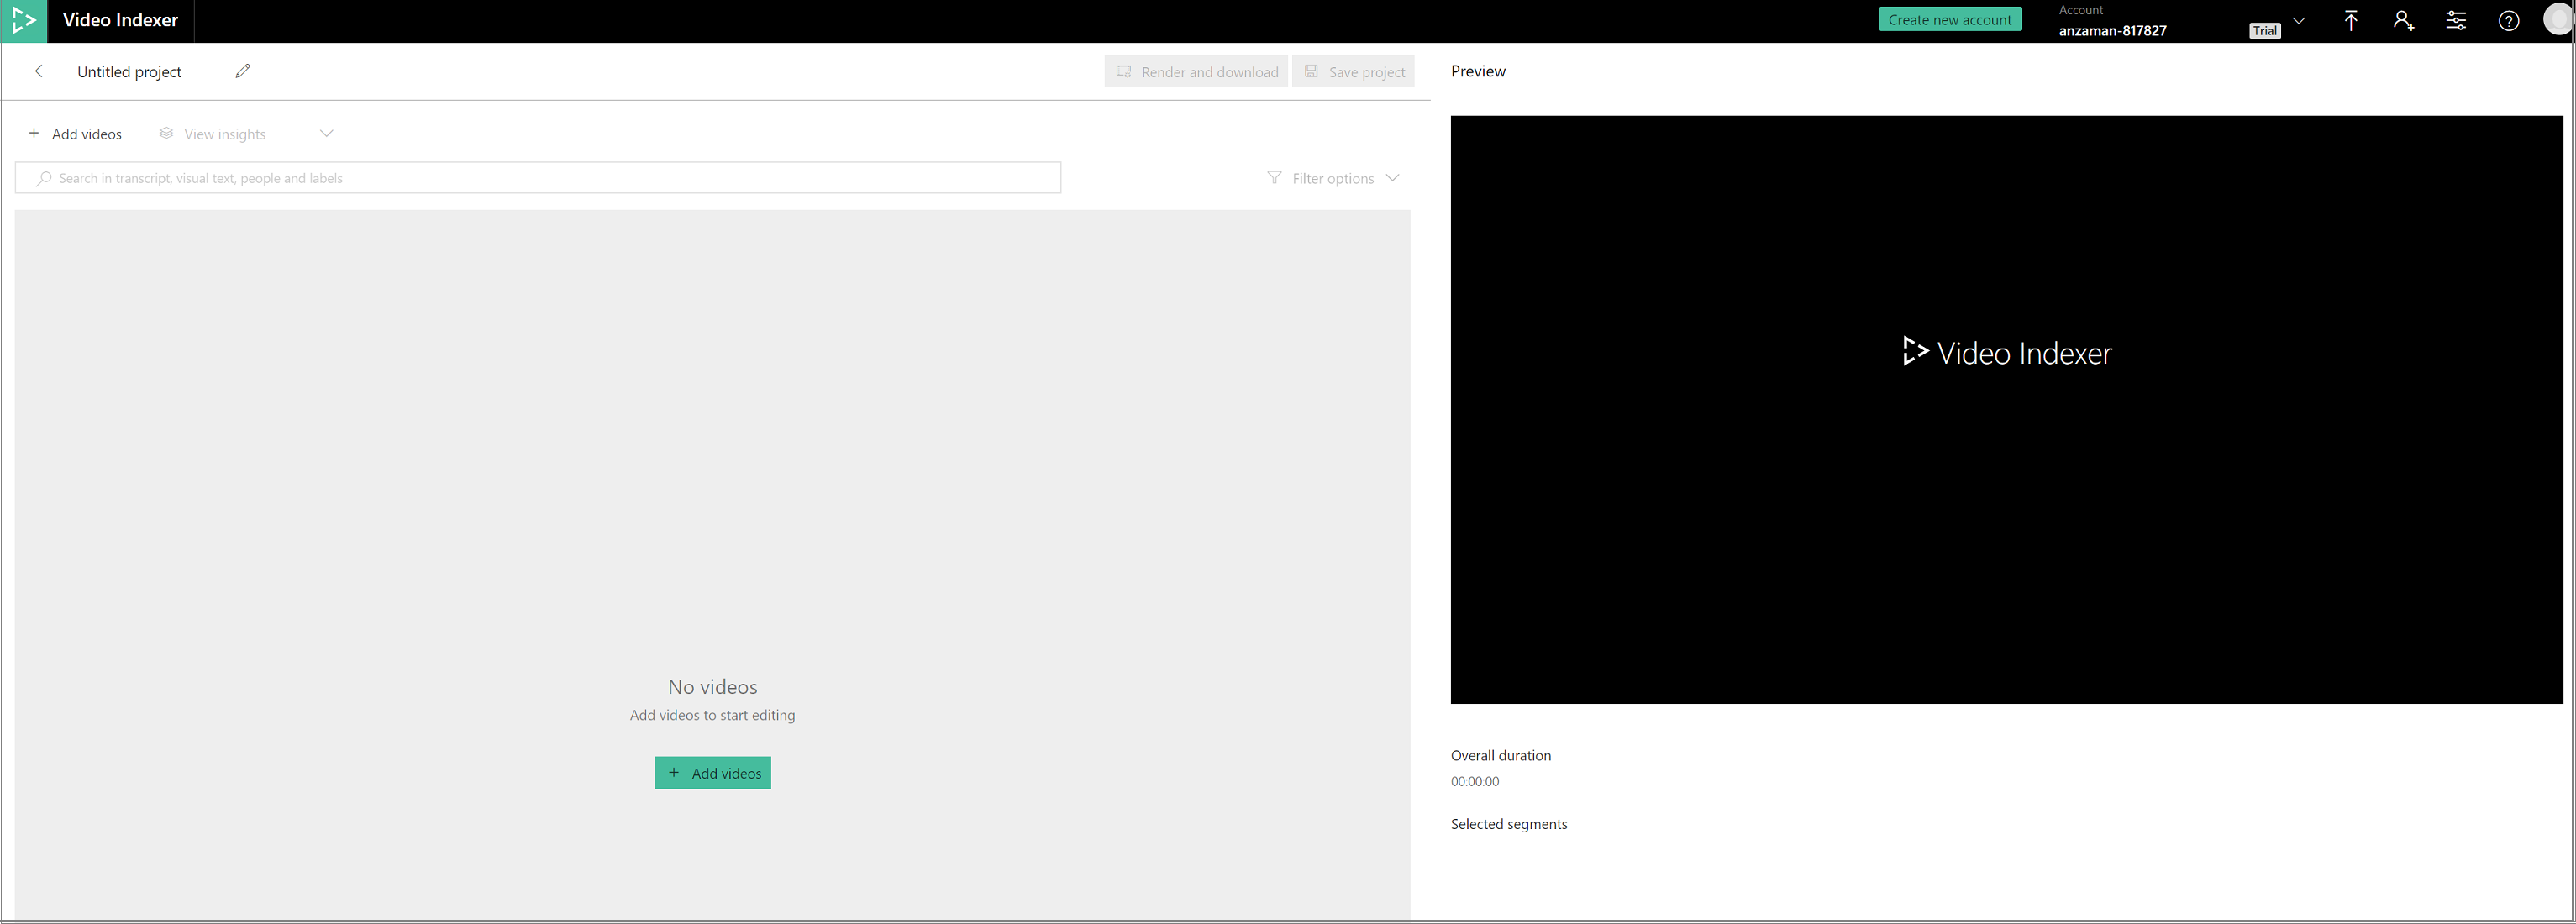 Video Indexer
Create new account
Account
anzaman-817827
Trial
Untitled project
Render and download
Save project
Preview
Add videos
View insights
Search in transcript, visual text, people and labels
Filter options
Video Indexer
No videos
Add videos to start editing
Add videos
Overall duration
00:00:00
Selected segments